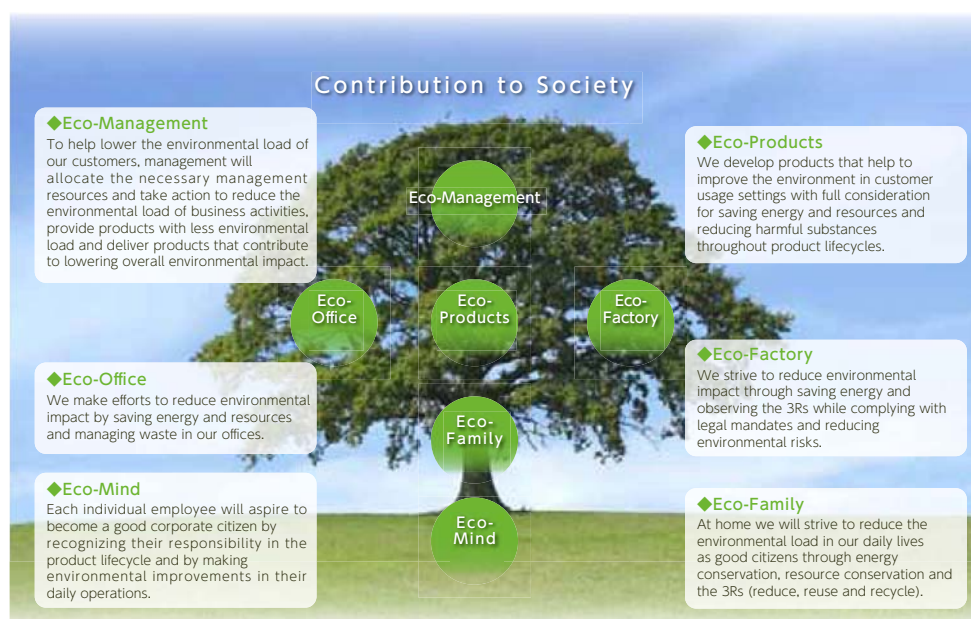 Contribution to Society
◆Eco-Management
To help lower the environmental load of
our customers, management will
allocate the necessary management
resources and take action to reduce the
environmental load of business activities,
provide products with less environmental
load and deliver products that contribute
to lowering overall environmental impact.
◆Eco-Products
We develop products that help to
improve the environment in customer
usage settings with full consideration
for saving energy and resources and
reducing harmful substances
throughout product lifecycles.
Eco-Management
Eco-
Office
Eco-
Products
Eco-
Factory
◆Eco-Office
We make efforts to reduce environmental
impact by saving energy and resources
and managing waste in our offices.
◆Eco-Factory
We strive to reduce environmental
impact through saving energy and
observing the 3Rs while complying with
legal mandates and reducing
environmental risks.
Eco-
Family
◆Eco-Mind
Each individual employee will aspire to
become a good corporate citizen by
recognizing their responsibility in the
product lifecycle and by making
environmental improvements in their
daily operations.
Eco-
Mind
◆Eco-Family
At home we will strive to reduce the
environmental load in our daily lives
as good citizens through energy
conservation, resource conservation and
the 3Rs (reduce, reuse and recycle).